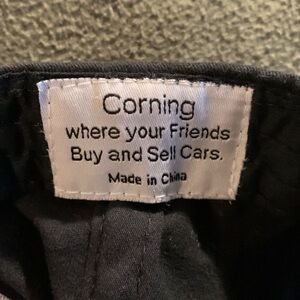 Corning
where your Friends
Buy and Sell Cars.
Made in China